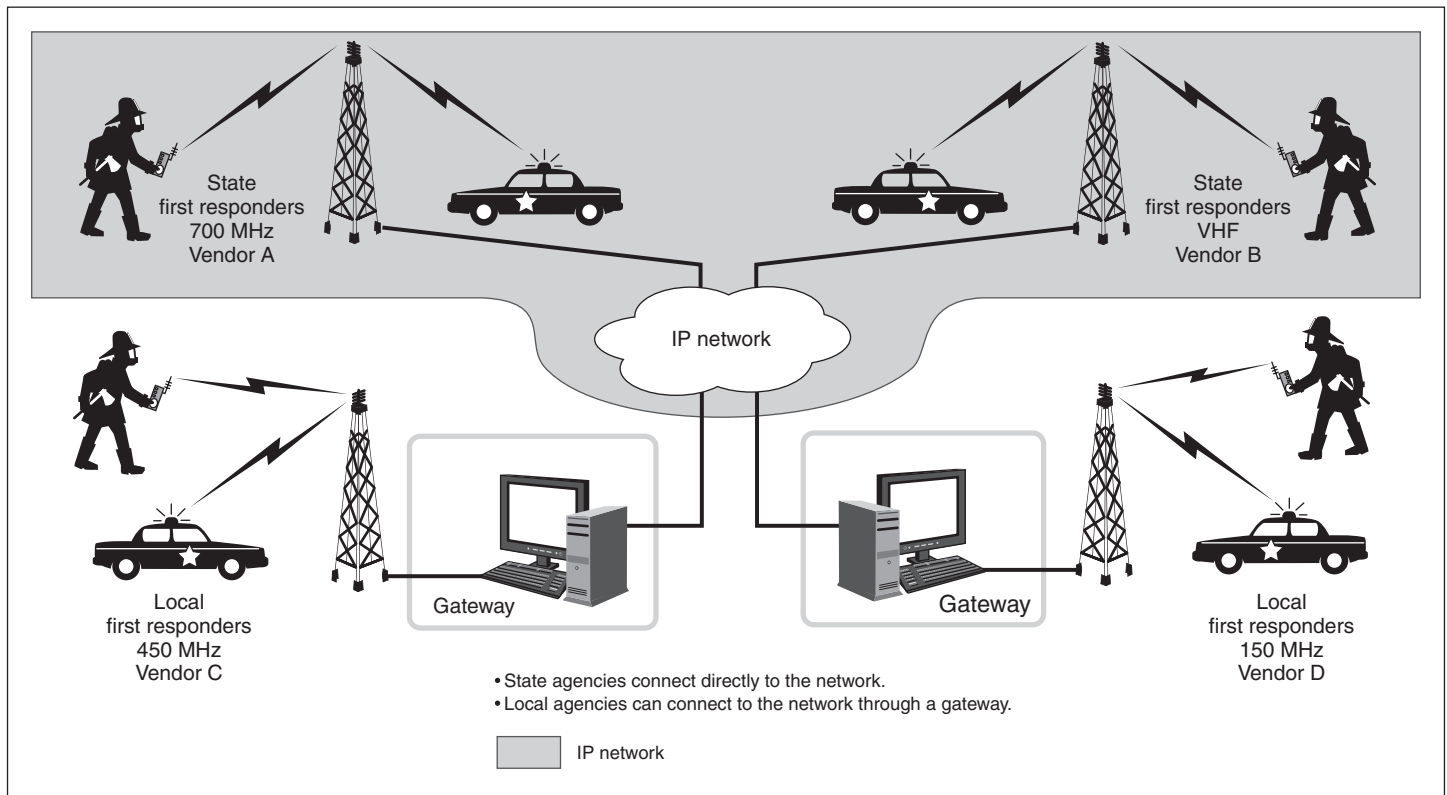 State
first responders
700 MHz
Vendor A
State
first responders
VHF
Vendor B
IP network
Local
first responders
450 MHz
Vendor C
Gateway
Gateway
Local
first responders
150 MHz
Vendor D
• State agencies connect directly to the network.
• Local agencies can connect to the network through a gateway.
IP network